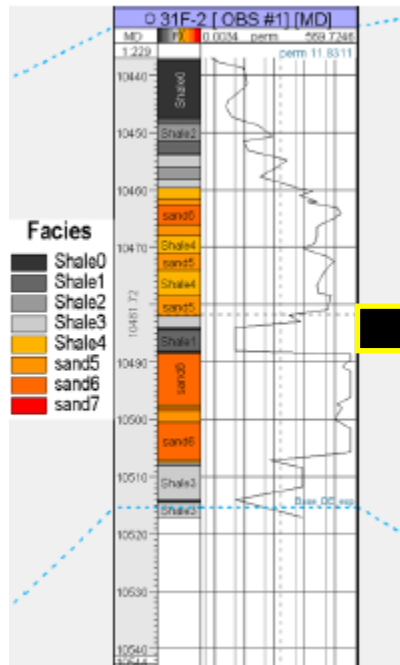 31F-2 [ OBS #1] [MD]
MD
0.0034 perm 569.7246
1:229
perm 11.8311
10440
Shale0
10450
Shale2
10460
sand6
10470
Shale4
sand5
Shale4
10480
sand5
10481.72
Shale1
10490
sand6
10500
sand6
10510
Shale3
Shale3
10520
10530
10540
Facies
Shale0
Shale1
Shale2
Shale3
Shale4
sand5
sand6
sand7